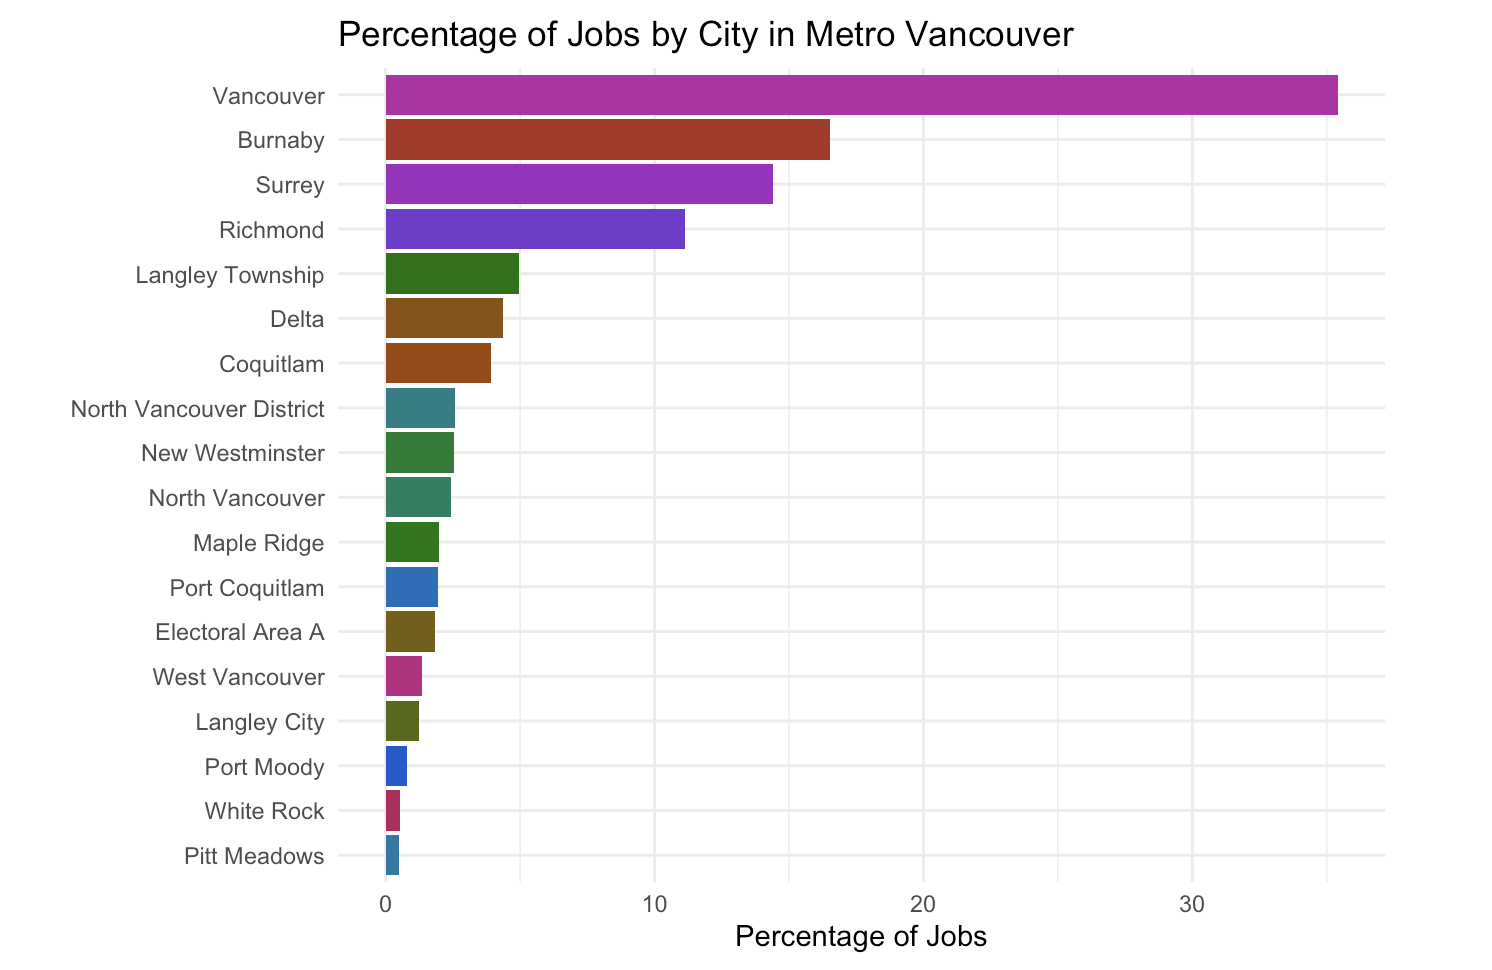 Percentage of Jobs by City in Metro Vancouver
Vancouver
Burnaby
Surrey
Richmond
Langley Township
Delta
Coquitlam
North Vancouver District
New Westminster
North Vancouver
Maple Ridge
Port Coquitlam
Electoral Area A
West Vancouver
Langley City
Port Moody
White Rock
Pitt Meadows
0 10 20 30
Percentage of Jobs